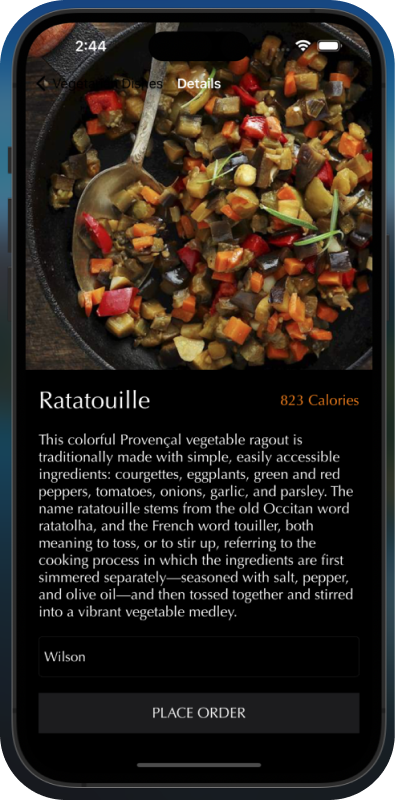 2:44
Vegetable Dishes Details
Ratatouille 823 Calories
This colorful Provençal vegetable ragout is
traditionally made with simple, easily accessible
ingredients: courgettes, eggplants, green and red
peppers, tomatoes, onions, garlic, and parsley. The
name ratatouille stems from the old Occitan word
ratatolha, and the French word touiller, both
meaning to toss, or to stir up, referring to the
cooking process in which the ingredients are first
simmered separately—seasoned with salt, pepper,
and olive oil—and then tossed together and stirred
into a vibrant vegetable medley.
Wilson
PLACE ORDER